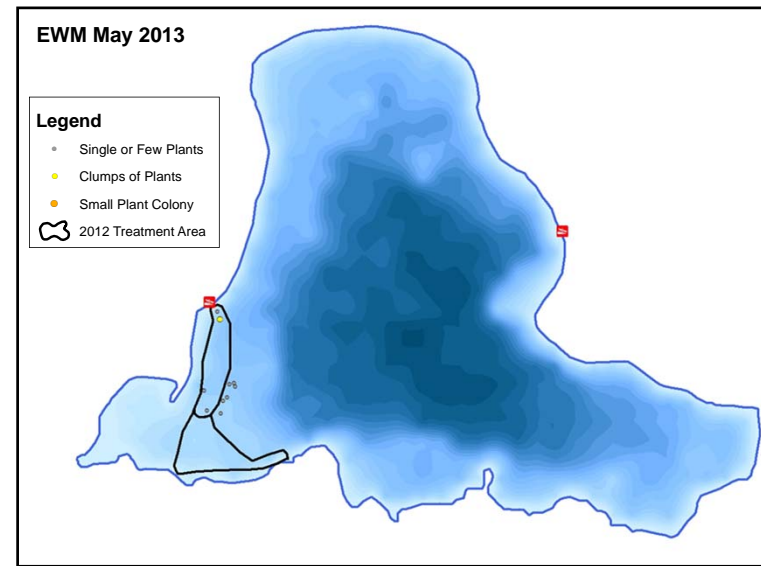 EWM May 2013
Legend
Single or Few Plants
Clumps of Plants
Small Plant Colony
2012 Treatment Area